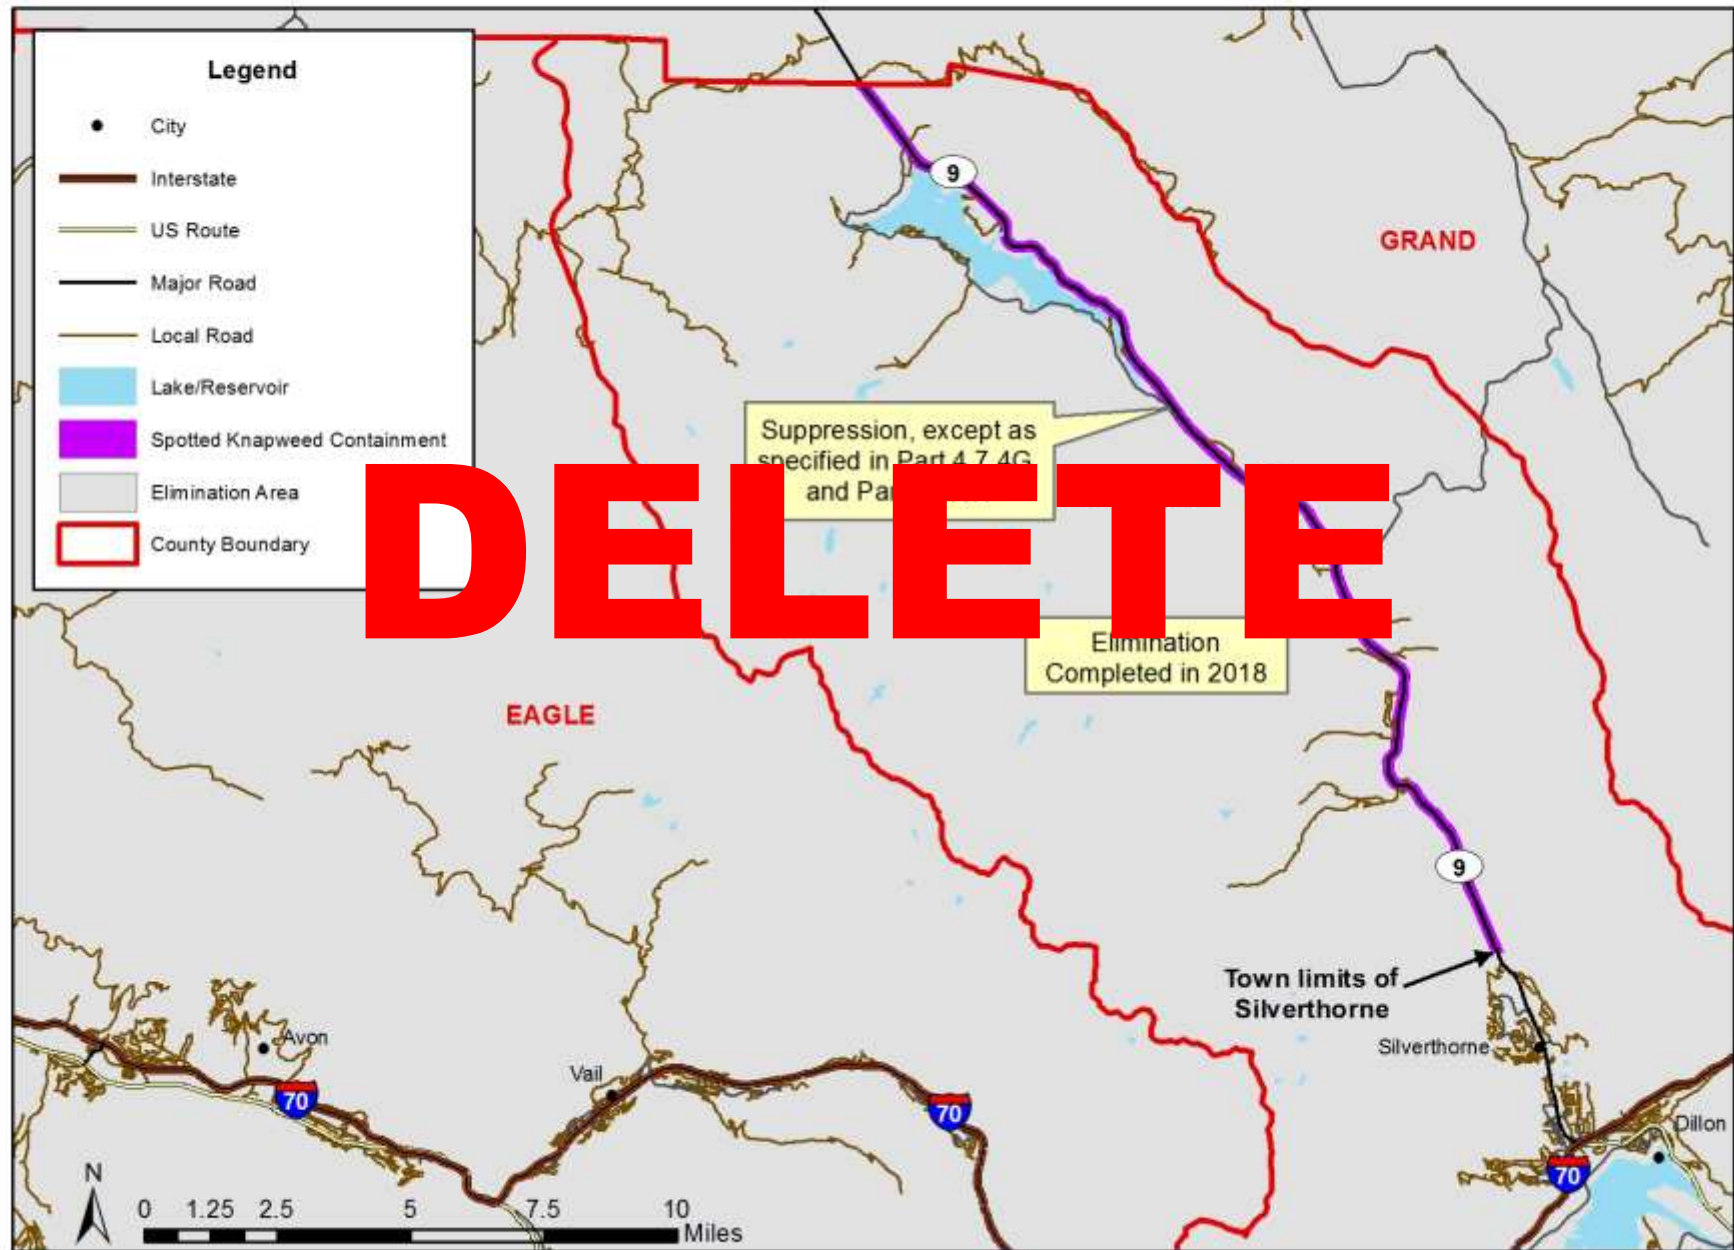 Legend
City
Interstate
US Route
Major Road
Local Road
Lake/Reservoir
Spotted Knapweed Containment
Elimination Area
County Boundary
9
GRAND
Suppression, except as
specified in Part 4.7.4G
and
DELETE
Elimination
Completed in 2018
EAGLE
9
Town limits of
Silverthorne
Silverthorne
Avon
Vail
70
70
Dillon
70
N
0 1.25 2.5 5 7.5 10
Miles